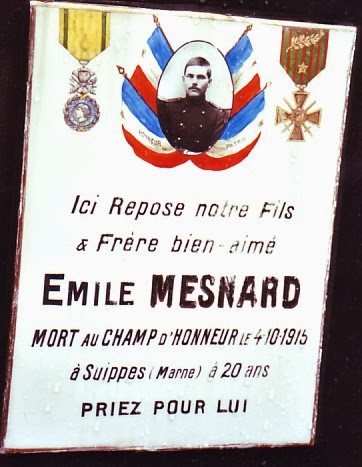 HONNEUR PATRIE
Ici Repose notre Fils
& Frère bien-aimé
EMILE MESNARD
MORT AU CHAMP D'HONNEUR LE 4-10-1915
à Suippes (Marne) à 20 ans
PRIEZ POUR LUI